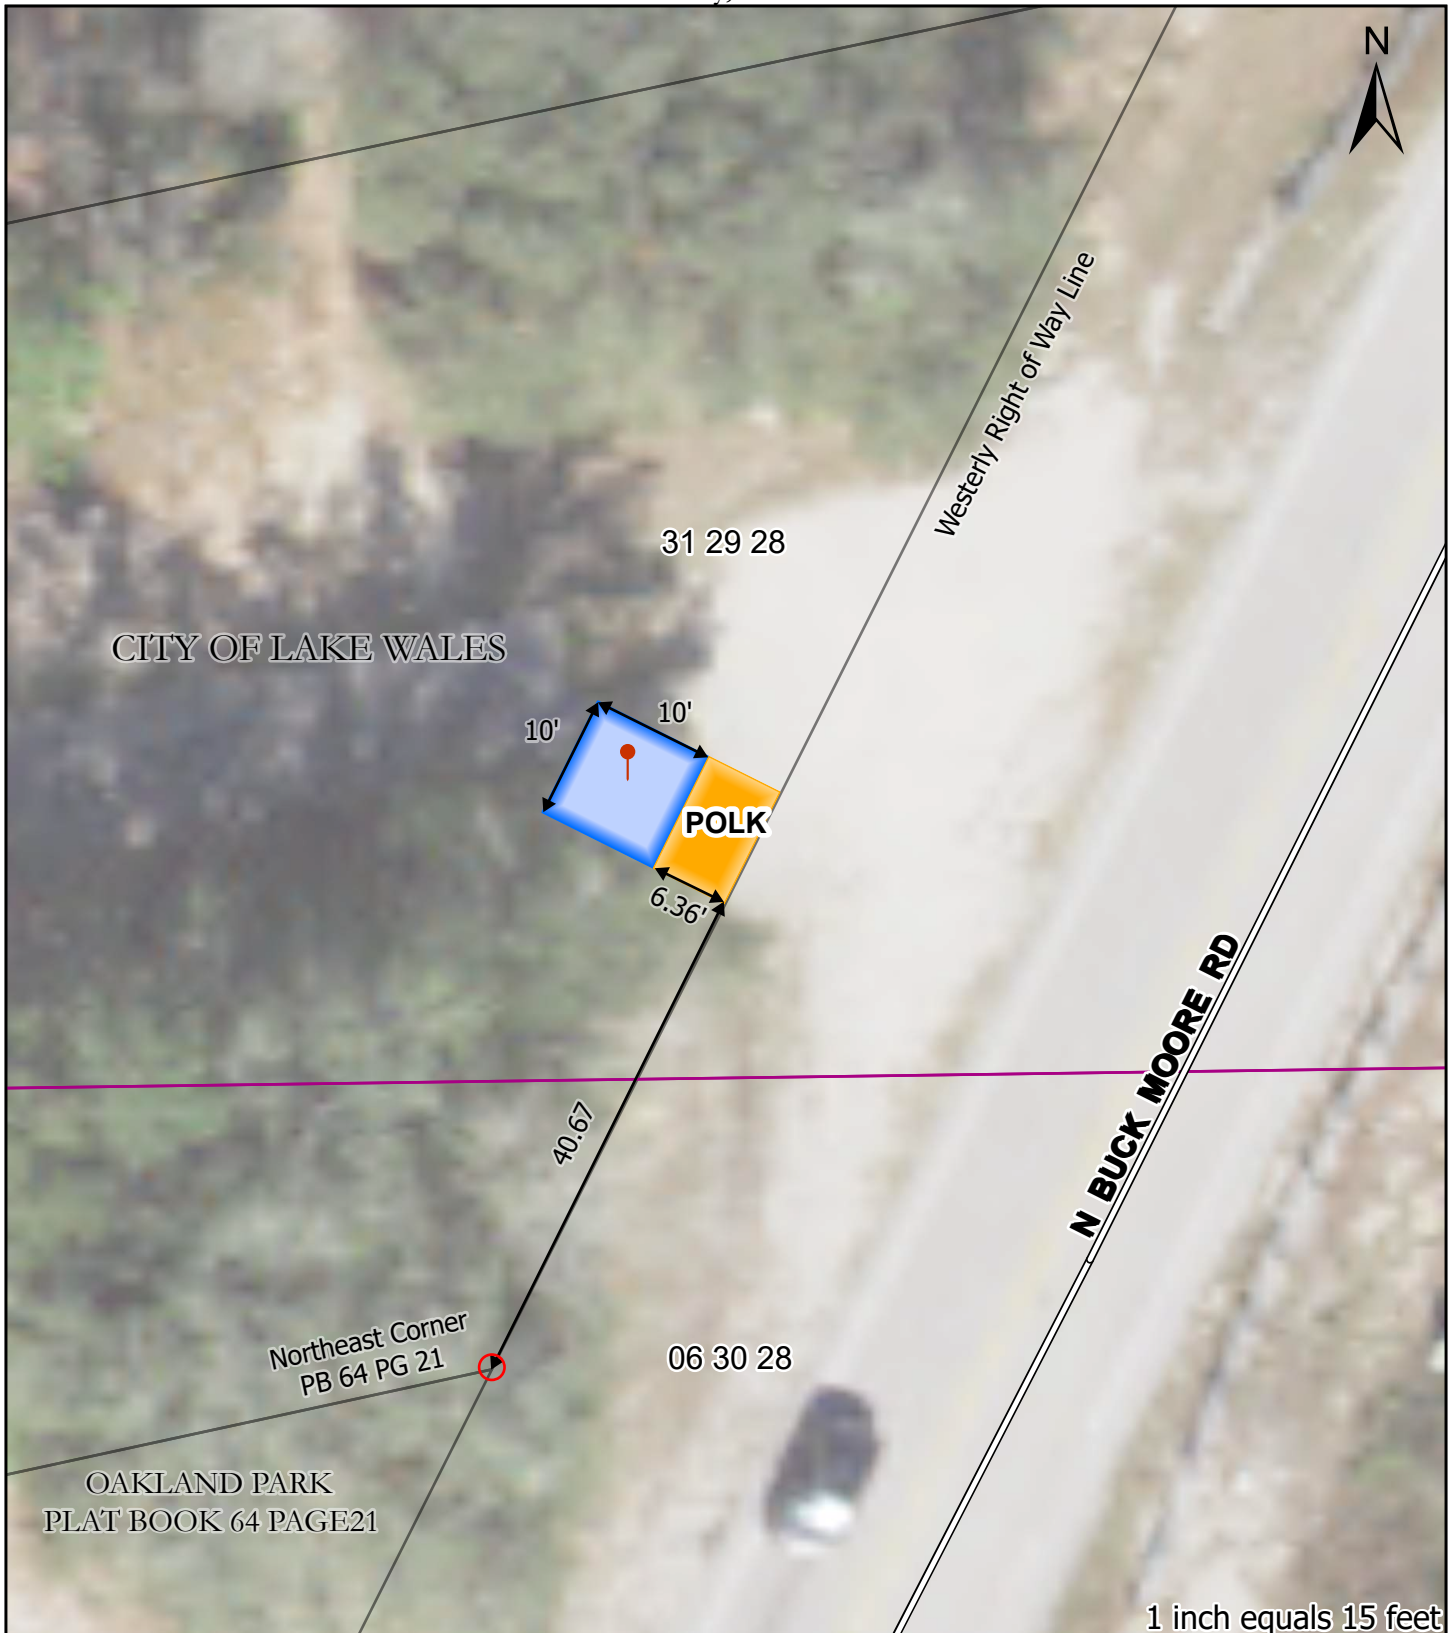 N
Westerly Right of Way Line
31 29 28
CITY OF LAKE WALES
10'
10'
POLK
6.36'
N BUCK MOORE RD
40.67
Northeast Corner
PB 64 PG 21
06 30 28
OAKLAND PARK
PLAT BOOK 64 PAGE21
1 inch equals 15 feet